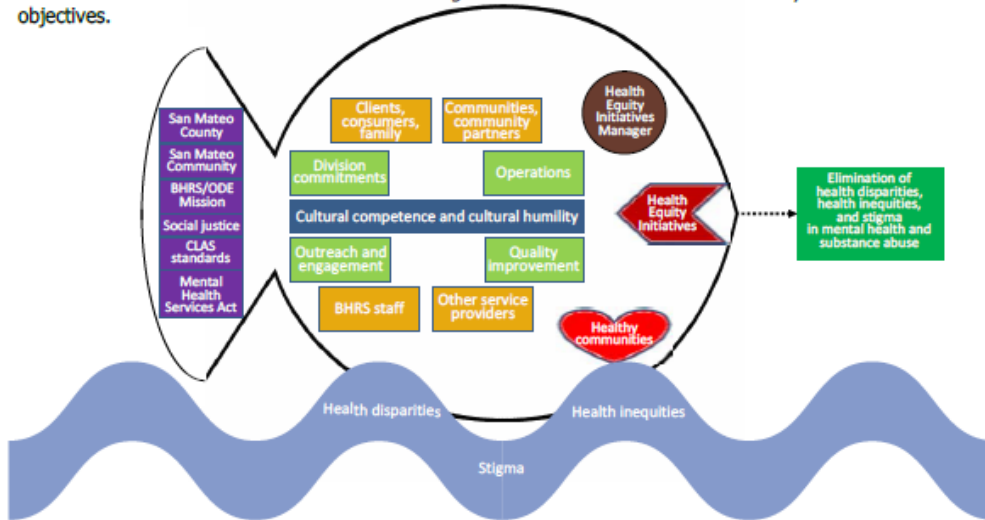 objectives.
San Mateo
County
San Mateo
Community
BHRS/ODE
Mission
Social justice
CLAS
standards
Mental
Health
Services Act
Clients,
consumers,
family
Communities,
community
partners
Division
commitments
Operations
Cultural competence and cultural humility
Outreach and
engagement
Quality
improvement
BHRS staff
Other service
providers
Health
Equity
Initiatives
Manager
Health
Equity
Initiatives
Healthy
communities
Elimination of
health disparities,
health inequities,
and stigma
in mental health and
substance abuse
Health disparities
Health inequities
Stigma